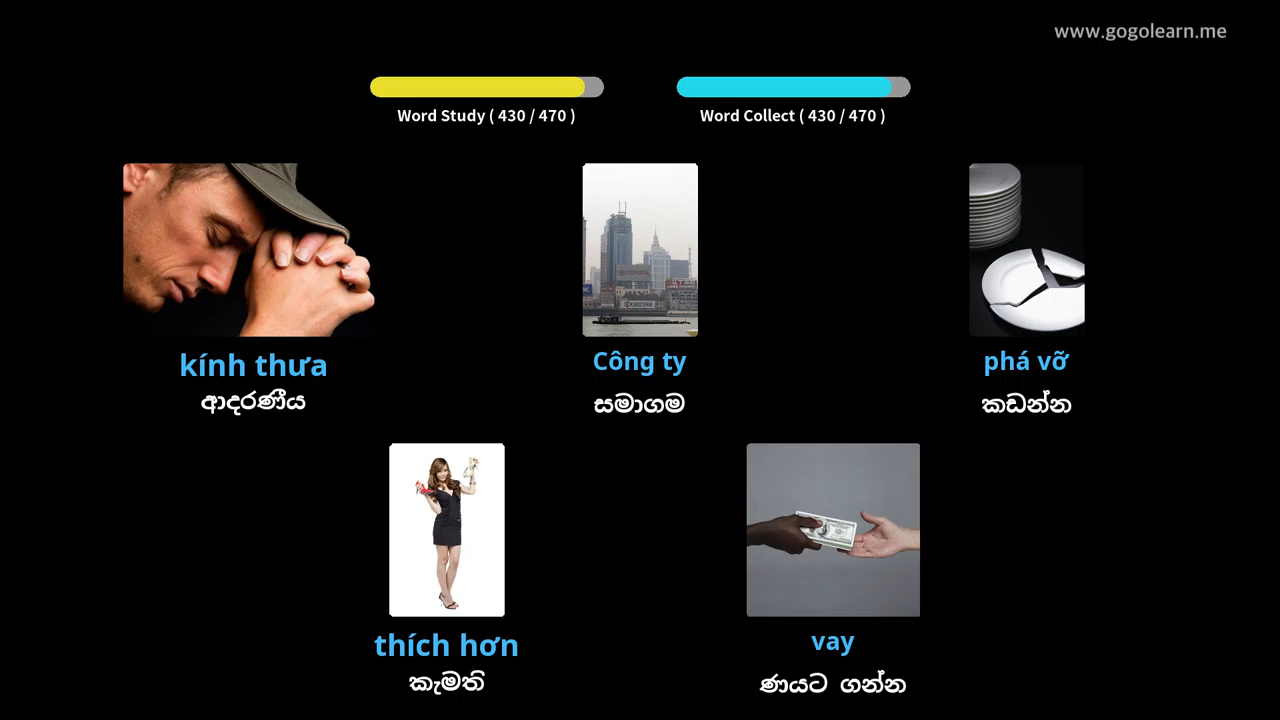 www.gogolearn.me
Word Study ( 430 / 470 )
Word Collect ( 430 / 470 )
TOYOTA
kính thưa
ආදරණීය
Công ty
සමාගම
phá vỡ
කඩන්න
thích hơn
කැමති
vay
ණයට ගන්න